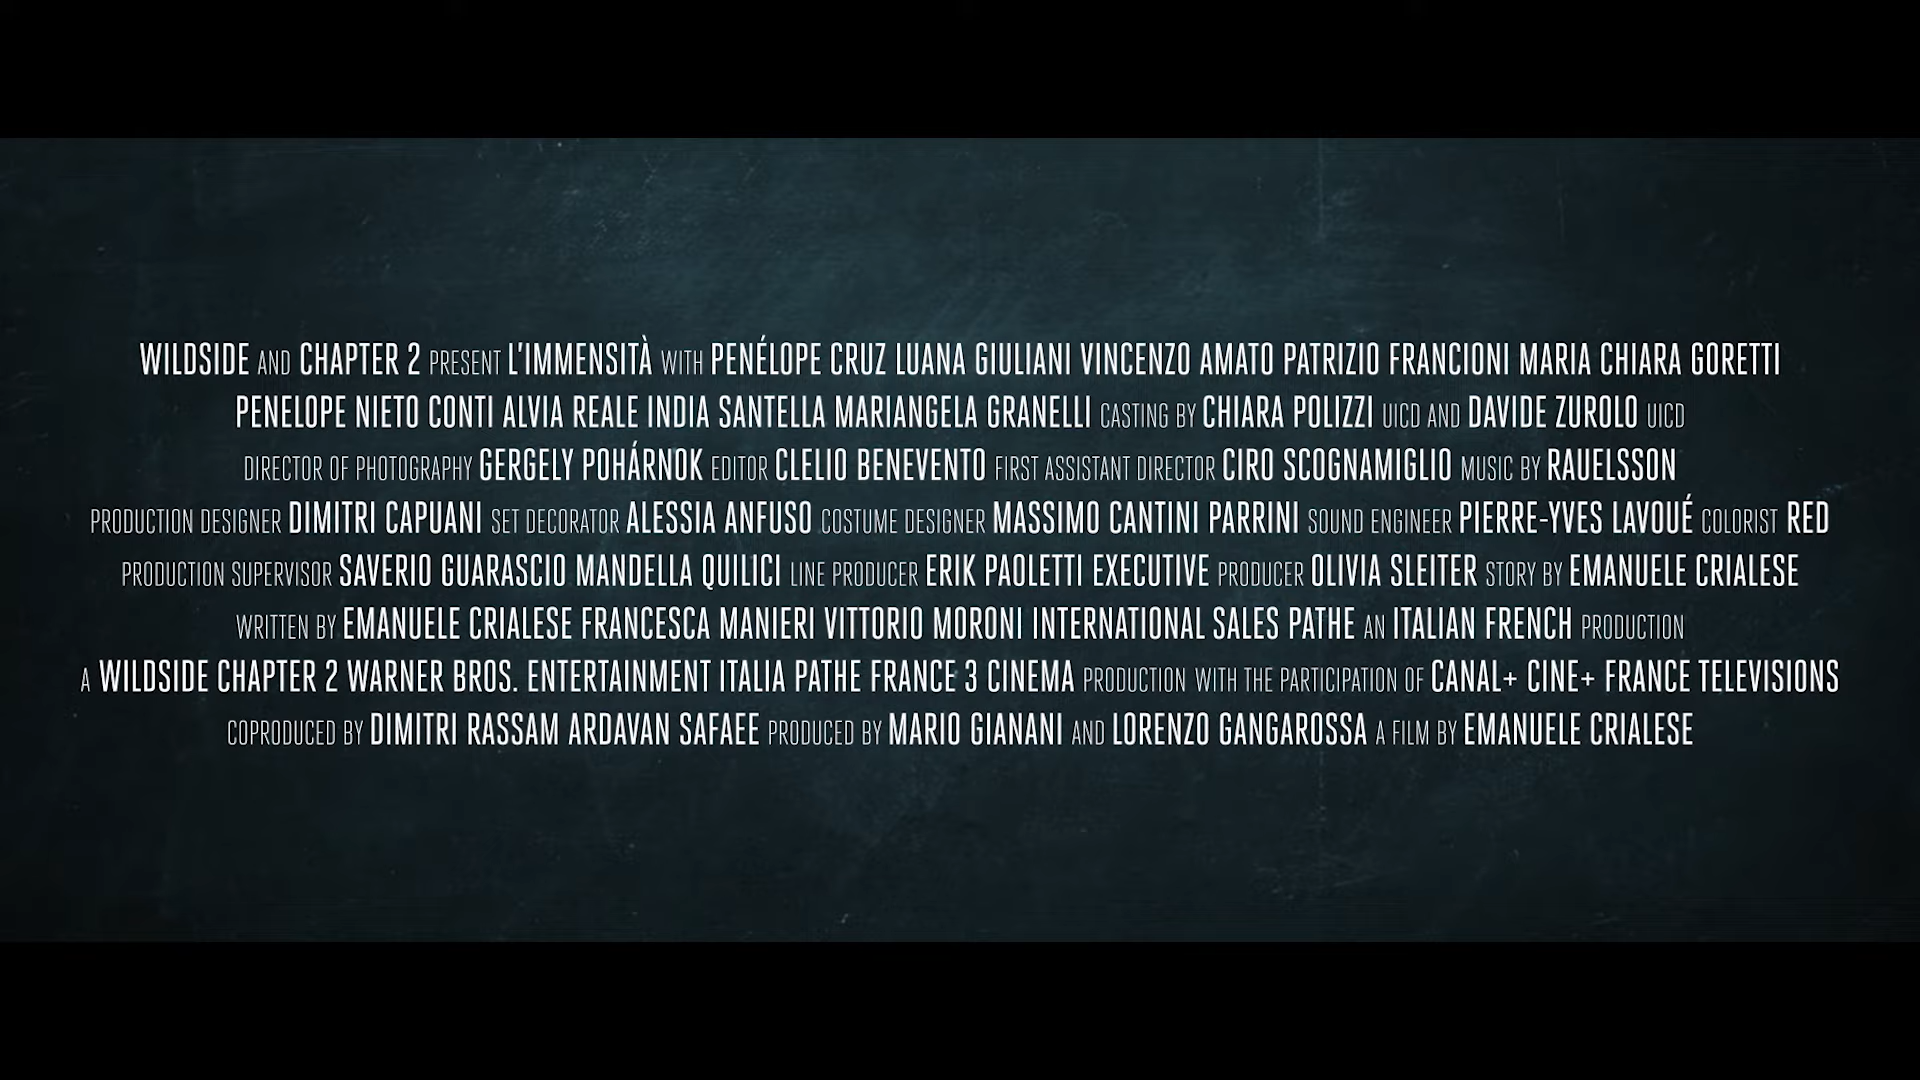 WILDSIDE AND CHAPTER 2 PRESENT L'IMMENSITÀ WITH PENÉLOPE CRUZ LUANA GIULIANI VINCENZO AMATO PATRIZIO FRANCIONI MARIA CHIARA GORETTI
PENELOPE NIETO CONTI ALVIA REALE INDIA SANTELLA MARIANGELA GRANELLI CASTING BY CHIARA POLIZZI UICD AND DAVIDE ZUROLO UICD
DIRECTOR OF PHOTOGRAPHY GERGELY POHÁRNOK EDITOR CLELIO BENEVENTO FIRST ASSISTANT DIRECTOR CIRO SCOGNAMIGLIO MUSIC BY RAUELSSON
PRODUCTION DESIGNER DIMITRI CAPUANI SET DECORATOR ALESSIA ANFUSO COSTUME DESIGNER MASSIMO CANTINI PARRINI SOUND ENGINEER PIERRE-YVES LAVOUÉ COLORIST RED
PRODUCTION SUPERVISOR SAVERIO GUARASCIO MANDELLA QUILICI LINE PRODUCER ERIK PAOLETTI EXECUTIVE PRODUCER OLIVIA SLEITER STORY BY EMANUELE CRIALESE
WRITTEN BY EMANUELE CRIALESE FRANCESCA MANIERI VITTORIO MORONI INTERNATIONAL SALES PATHE AN ITALIAN FRENCH PRODUCTION
A WILDSIDE CHAPTER 2 WARNER BROS. ENTERTAINMENT ITALIA PATHE FRANCE 3 CINEMA PRODUCTION WITH THE PARTICIPATION OF CANAL+ CINE+ FRANCE TELEVISIONS
COPRODUCED BY DIMITRI RASSAM ARDAVAN SAFAEE PRODUCED BY MARIO GIANANI AND LORENZO GANGAROSSA A FILM BY EMANUELE CRIALESE